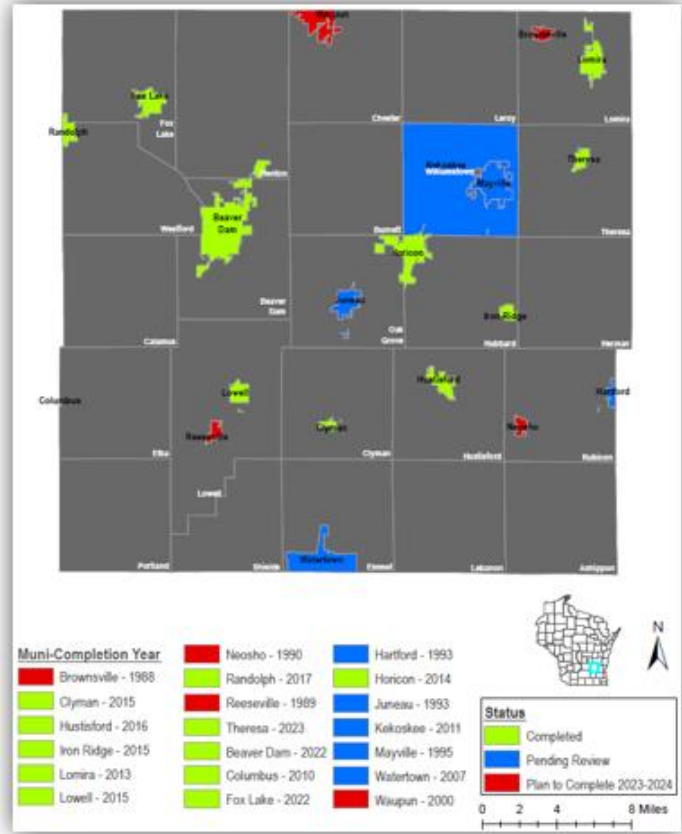 Waupun
Brownsville
Lomira
Fox Lake
Randolph
Fox
Lake
Chester
Leroy
Lomira
Kekoskee
Williamstown
Mayville
Theresa
Trenton
Beaver
Dam
Westford
Burnett
Theresa
Horicon
Juneau
Beaver
Dam
Oak
Grove
Iron Ridge
Calamus
Hubbard
Herman
Columbus
Lowell
Hustisford
Hartford
Reeseville
Clyman
Neosho
Elba
Clyman
Hustisford
Rubicon
Lowell
Watertown
Portland
Shields
Emmet
Lebanon
Ashippun
Muni-Completion Year
Brownsville - 1988
Clyman - 2015
Hustisford - 2016
Iron Ridge - 2015
Lomira - 2013
Lowell - 2015
Neosho - 1990
Randolph - 2017
Reeseville - 1989
Theresa - 2023
Beaver Dam - 2022
Columbus - 2010
Fox Lake - 2022
Hartford - 1993
Horicon - 2014
Juneau - 1993
Kekoskee - 2011
Mayville - 1995
Watertown - 2007
Waupun - 2000
N
Status
Completed
Pending Review
Plan to Complete 2023-2024
0 2 4 8 Miles